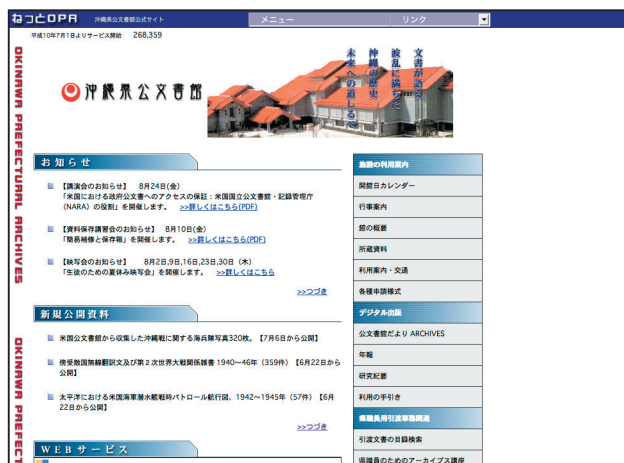 ねっとOPA 沖縄県公文書館公式サイト メニュー リンク
平成10年7月1日よりサービス開始 268,359
OKINAWA PREFECTURAL ARCHIVES
沖縄県公文書館
文書が語る
波乱に満ちた
沖縄の歴史
未来への道しるべ
お知らせ
【講演会のお知らせ】 8月24日(金)
「米国における政府公文書へのアクセスの保証：米国国立公文書館・記録管理庁
（NARA）の役割」を開催します。 >>詳しくはこちら(PDF)
【資料保存講習会のお知らせ】 8月10日(金)
「簡易補修と保存箱」を開催します。 >>詳しくはこちら(PDF)
【映写会のお知らせ】 8月2日,9日,16日,23日,30日（木）
「生徒のための夏休み映写会」を開催します。 >>詳しくはこちら
>>つづき
新規公開資料
米国公文書館から収集した沖縄戦に関する海兵隊写真320枚。【7月6日から公開】
傍受敵国無線翻訳文及び第２次世界大戦関係雑書 1940～46年（359件）【6月22日から
公開】
太平洋における米国海軍潜水艦戦時パトロール航行図、1942～1945年（57件）【6月
22日から公開】
>>つづき
WEBサービス
施設の利用案内
開館日カレンダー
行事案内
館の概要
所蔵資料
利用案内・交通
各種申請様式
デジタル出版
公文書館だより ARCHIVES
年報
研究紀要
利用の手引き
県職員用引渡事務関連
引渡文書の目録検索
県職員のためのアーカイブズ講座
OKINAWA PREFEC